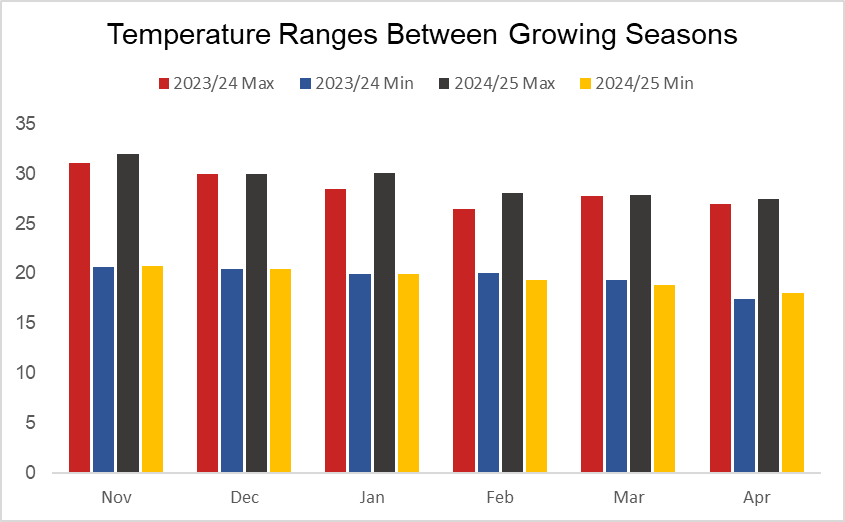 Temperature Ranges Between Growing Seasons
2023/24 Max 2023/24 Min 2024/25 Max 2024/25 Min
35
30
25
20
15
10
5
0
Nov Dec Jan Feb Mar Apr